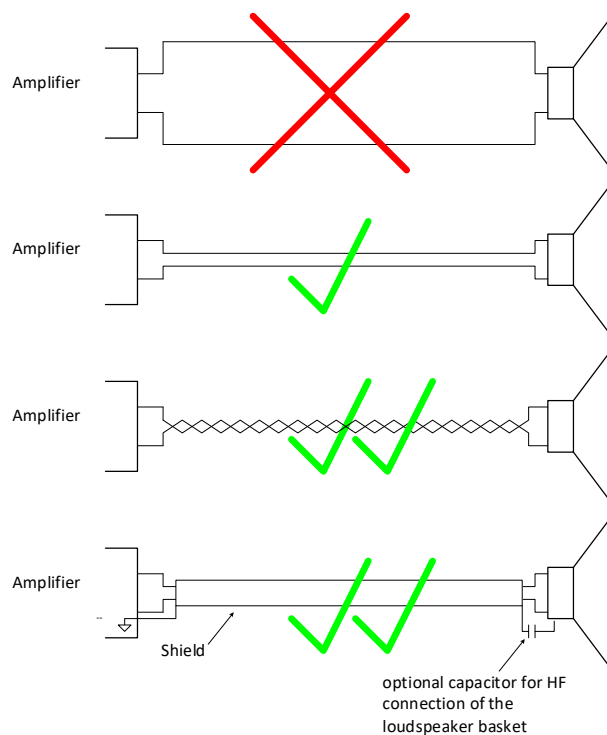 Amplifier
Amplifier
Amplifier
Amplifier
Shield
optional capacitor for HF
connection of the
loudspeaker basket